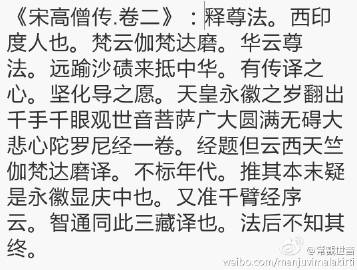 《宋高僧传.卷二》：释尊法。西印
度人也。梵云伽梵达磨。华云尊
法。远踰沙碛来抵中华。有传译之
心。坚化导之愿。天皇永徽之岁翻出
千手千眼观世音菩萨广大圆满无碍大
悲心陀罗尼经一卷。经题但云西天竺
伽梵达磨译。不标年代。推其本末疑
是永徽显庆中也。又准千臂经序
云。智通同此三藏译也。法后不知其
终。
@常藏世音
weibo.com/manjuvimalakirti